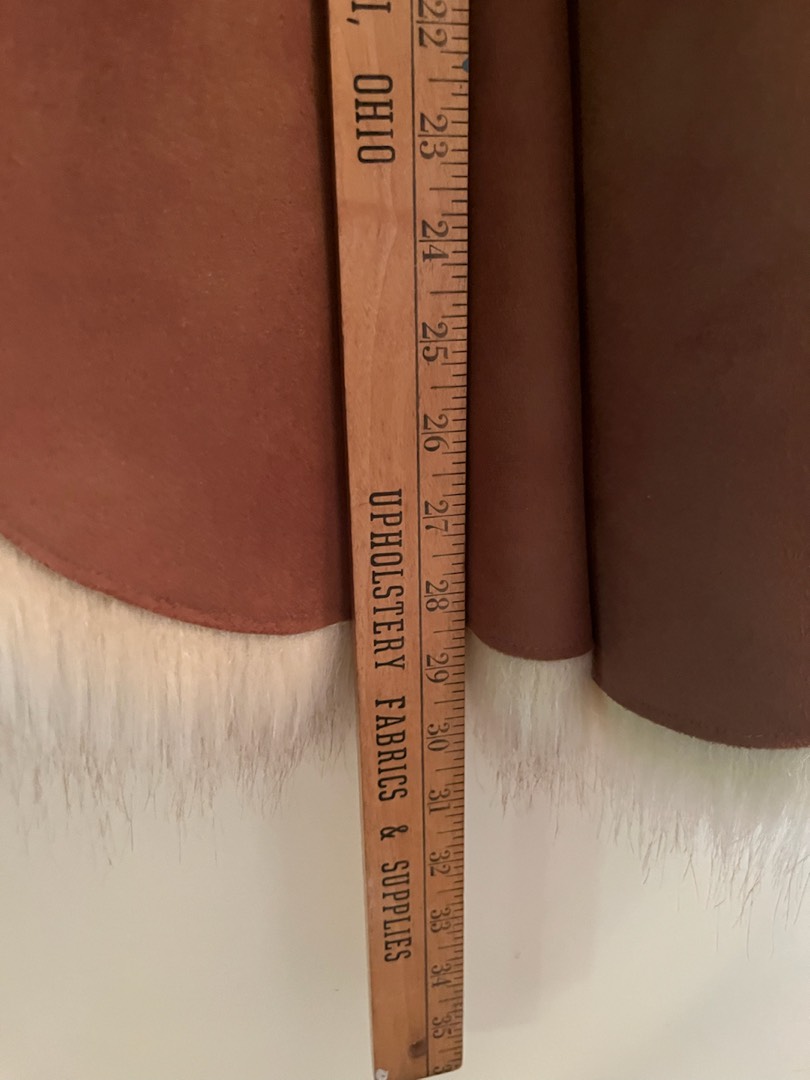 I, OHIO
UPHOLSTERY FABRICS & SUPPLIES
22 23 24 25 26 27 28 29 30 31 32 33 34 35